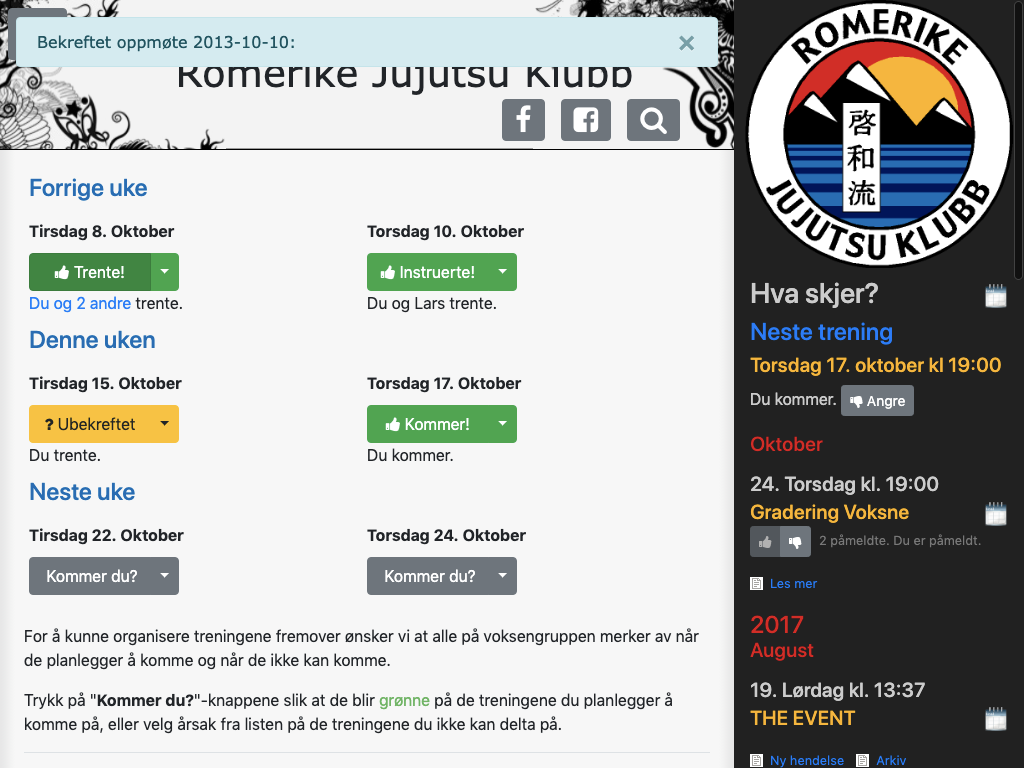 Bekreftet oppmøte 2013-10-10:
×
Romerike Jujutsu Klubb
Forrige uke
Tirsdag 8. Oktober
Trente!
Du og 2 andre trente.
Torsdag 10. Oktober
Instruerte!
Du og Lars trente.
Denne uken
Tirsdag 15. Oktober
? Ubekreftet
Du trente.
Torsdag 17. Oktober
Kommer!
Du kommer.
Neste uke
Tirsdag 22. Oktober
Kommer du?
Torsdag 24. Oktober
Kommer du?
For å kunne organisere treningene fremover ønsker vi at alle på voksengruppen merker av når
de planlegger å komme og når de ikke kan komme.
Trykk på "Kommer du?"-knappene slik at de blir grønne på de treningene du planlegger å
komme på, eller velg årsak fra listen på de treningene du ikke kan delta på.
ROMERIKE
啓和流
JUJUTSU KLUBB
Hva skjer?
Neste trening
Torsdag 17. oktober kl 19:00
Du kommer. Angre
Oktober
24. Torsdag kl. 19:00
Gradering Voksne
2 påmeldte. Du er påmeldt.
Les mer
2017
August
19. Lørdag kl. 13:37
THE EVENT
Ny hendelse Arkiv